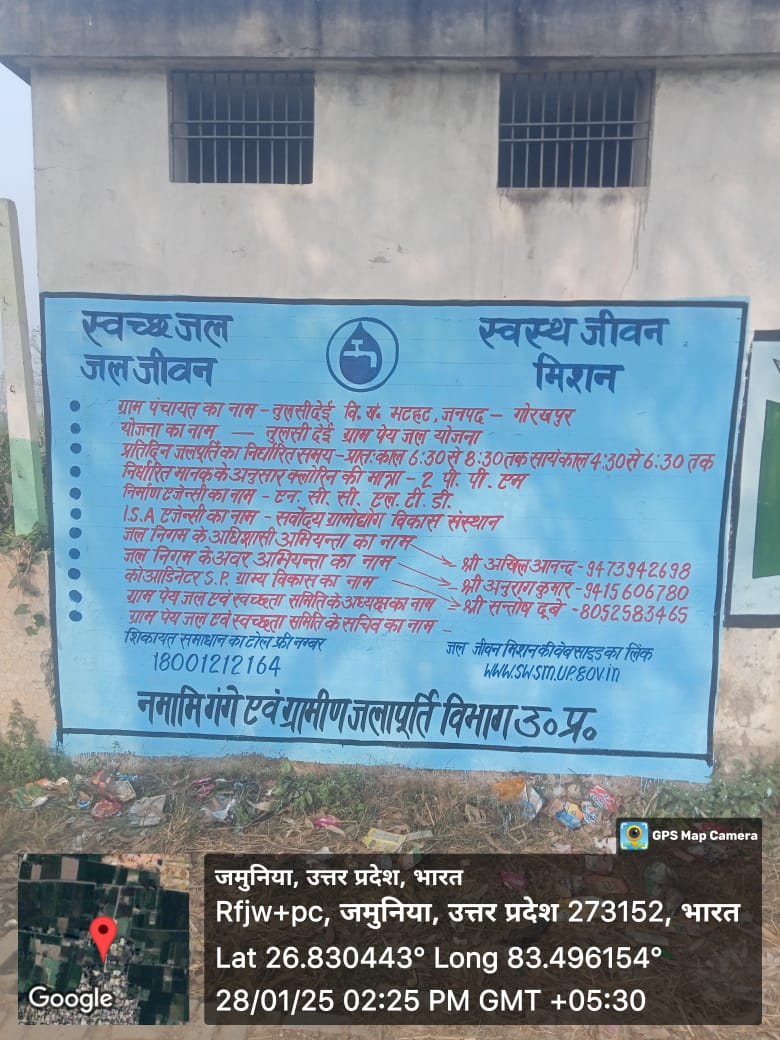 स्वच्छ जल
स्वस्थ जीवन
जल जीवन
मिशन
ग्राम पंचायत का नाम - तुलसीदेई वि. खं. भटहट, जनपद - गोरखपुर
योजना का नाम — तुलसी देई ग्राम पेय जल योजना
प्रतिदिन जलपूर्ति का निर्धारित समय - प्रातः काल 6:30 से 8:30 तक सायंकाल 4:30 से 6:30 तक
निर्धारित मानक के अनुसार क्लोरिन की मात्रा - 2 पी. पी. एम
निर्माण एजेन्सी का नाम - एन. सी. सी. एल. टी. डी.
I.S.A एजेन्सी का नाम - सर्वोदय ग्रामोद्योग विकास संस्थान
जल निगम के अधिशासी अभियन्ता का नाम
श्री अखिल आनन्द - 9473942698
जल निगम के अवर अभियन्ता का नाम
श्री अनुराग कुमार - 9415606780
कोआडिनेटर S.P. ग्राम्य विकास का नाम
श्री सन्तोष दूबे - 8052583465
ग्राम पेय जल एवं स्वच्छता समिति के अध्यक्ष का नाम
ग्राम पेय जल एवं स्वच्छता समिति के सचिव का नाम -
शिकायत समाधान का टोल फ्री नम्बर
18001212164
जल जीवन मिशन की वेब साइड का लिंक
www.swsm.up.gov.in
नमामि गंगे एवं ग्रामीण जलापूर्ति विभाग उ॰ प्र॰
GPS Map Camera
जमुनिया, उत्तर प्रदेश, भारत
Rfjw+pc, जमुनिया, उत्तर प्रदेश 273152, भारत
Lat 26.830443° Long 83.496154°
28/01/25 02:25 PM GMT +05:30
Google